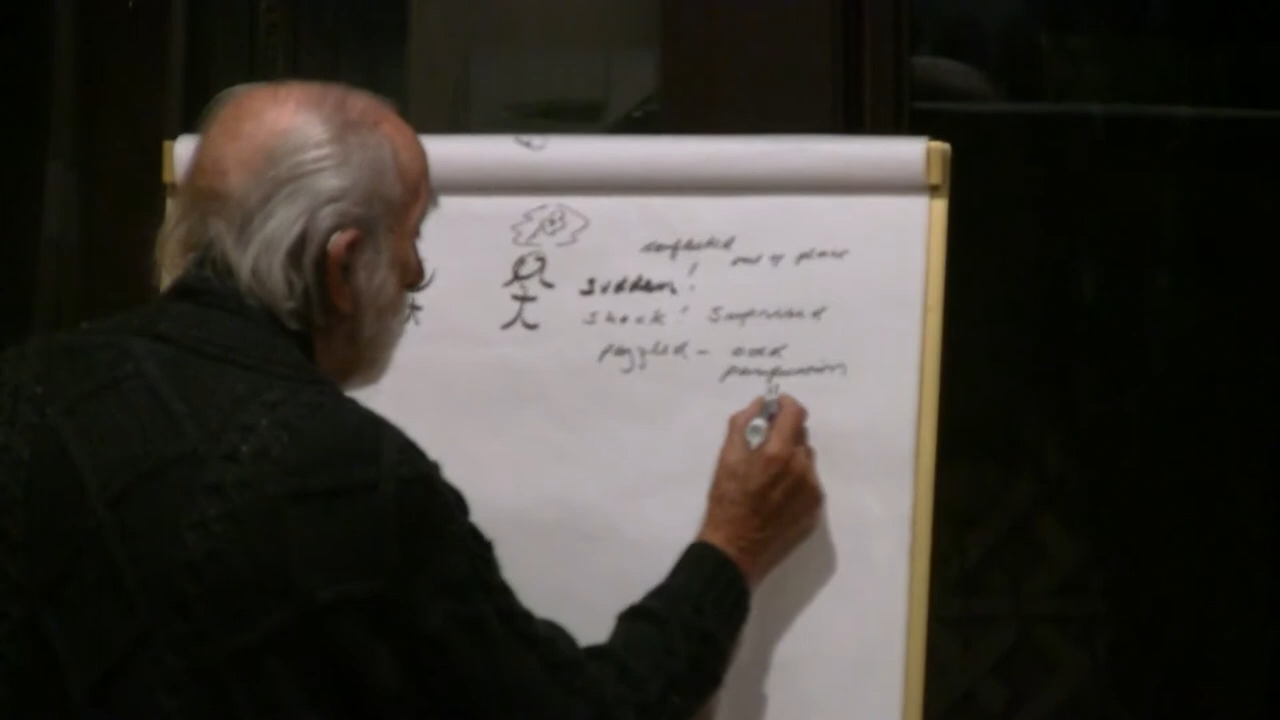 conflicted
out of place
Sudden!
Shock! Surprised
puzzled - odd